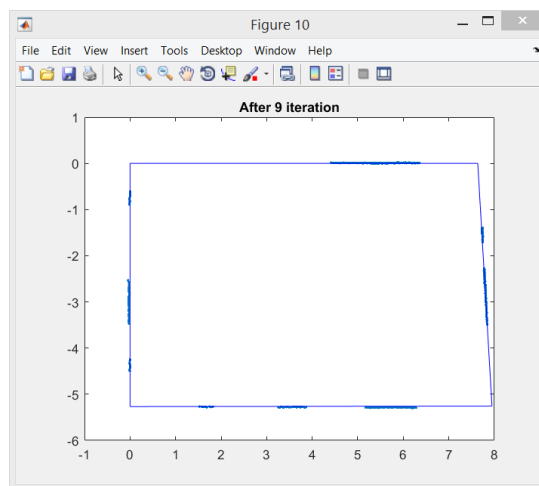 Figure 10
File Edit View Insert Tools Desktop Window Help
After 9 iteration
1
0
-1
-2
-3
-4
-5
-6
-1 0 1 2 3 4 5 6 7 8